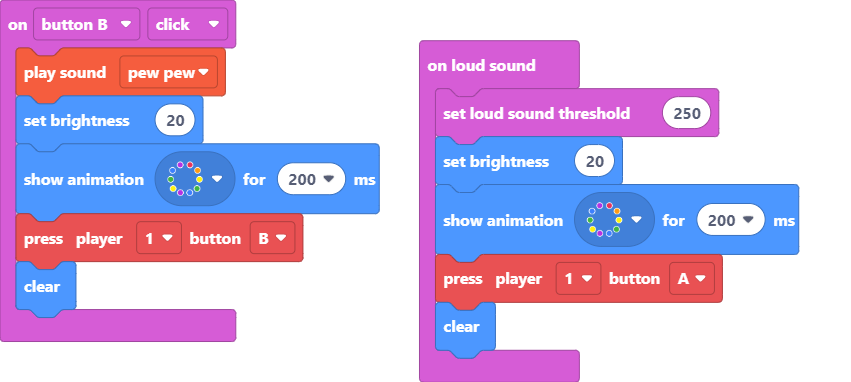 on button B click
play sound pew pew
set brightness 20
show animation for 200 ms
press player 1 button B
clear
on loud sound
set loud sound threshold 250
set brightness 20
show animation for 200 ms
press player 1 button A
clear